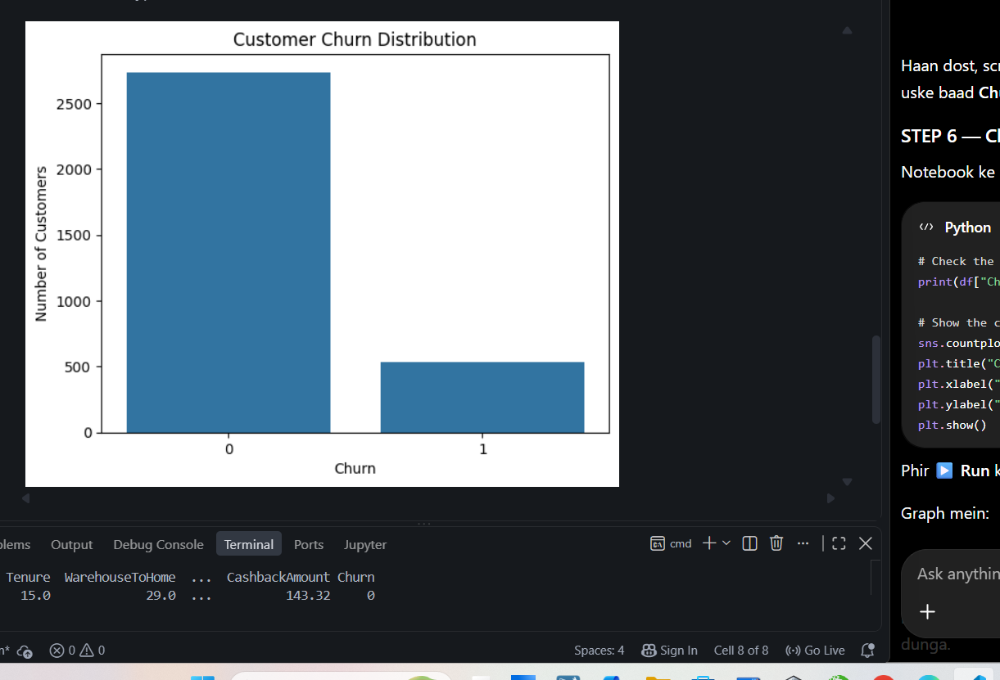 Customer Churn Distribution
2500
2000
1500
1000
500
0
Number of Customers
0 1
Churn
Output Debug Console Terminal Ports Jupyter
cmd
Tenure WarehouseToHome ... CashbackAmount Churn
15.0 29.0 ... 143.32 0
0 0
Spaces: 4 Sign In Cell 8 of 8 Go Live
Haan dost,
uske baad
STEP 6 —
Notebook ke
Python
# Check the
print(df["Ch
# Show the c
sns.countplo
plt.title("C
plt.xlabel("
plt.ylabel("
plt.show()
Phir Run
Graph mein:
Ask anythin
dunga.